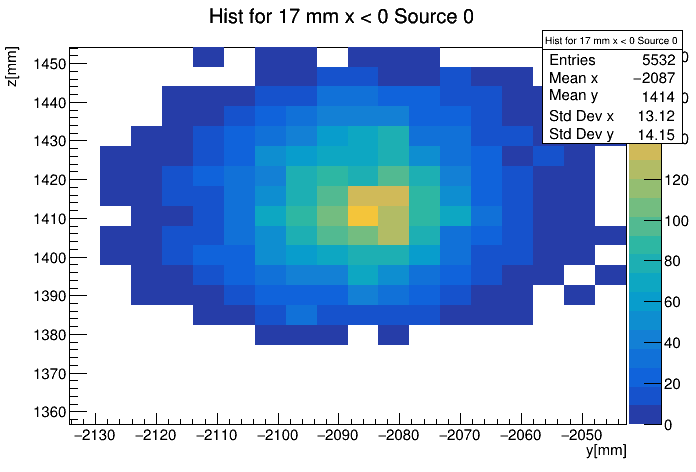 Hist for 17 mm x < 0 Source 0
z[mm]
Hist for 17 mm x < 0 Source 0
Entries 5532
Mean x −2087
Mean y 1414
Std Dev x 13.12
Std Dev y 14.15
1450
1440
1430
1420
1410
1400
1390
1380
1370
1360
120
100
80
60
40
20
0
−2130 −2120 −2110 −2100 −2090 −2080 −2070 −2060 −2050
y[mm]